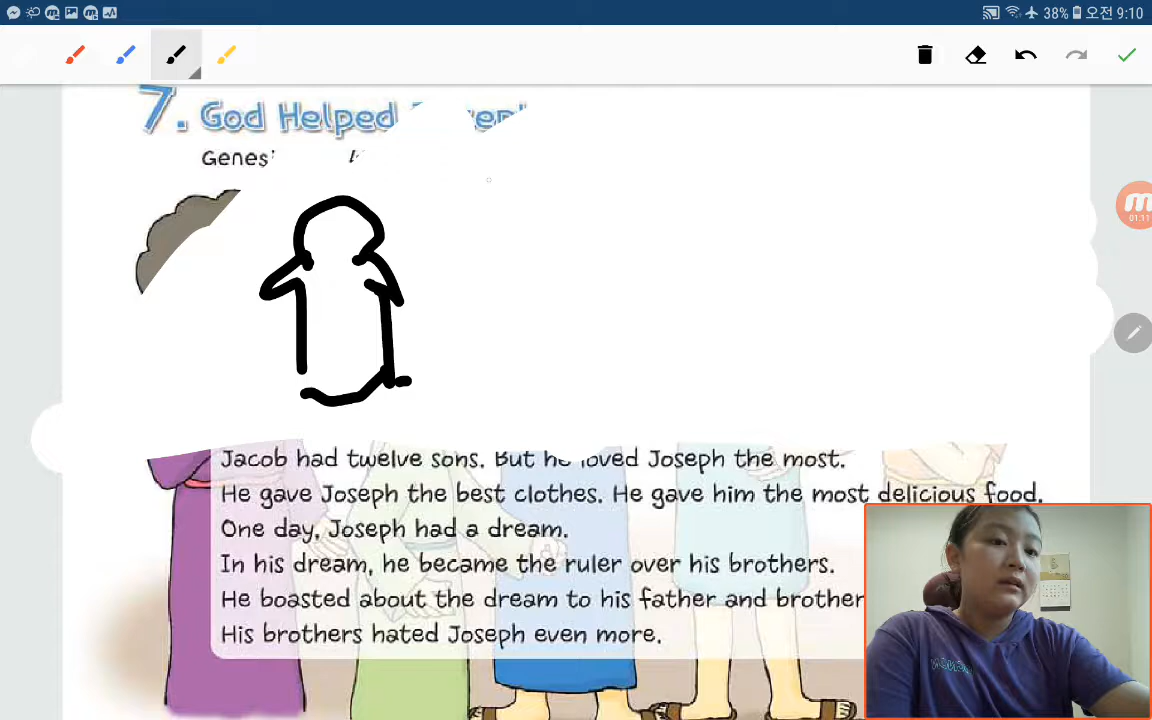 38% 오전 9:10
7. God Helped
01:11
Jacob had twelve sons. But he loved Joseph the most.
He gave Joseph the best clothes. He gave him the most delicious food.
One day, Joseph had a dream.
In his dream, he became the ruler over his brothers.
He boasted about the dream to his father and brother
His brothers hated Joseph even more.